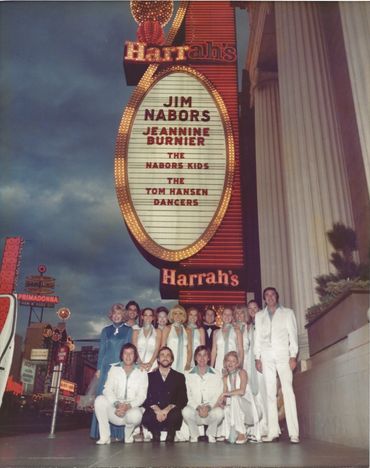 Harrah's
JIM
NABORS
JEANNINE
BURNIER
THE
NABORS KIDS
THE
TOM HANSEN
DANCERS
Harrah's
PRIMADONNA